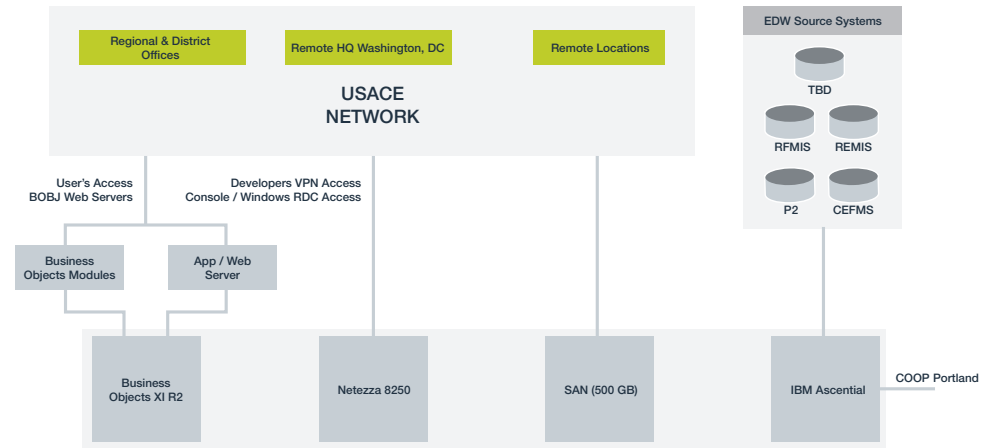 EDW Source Systems
Regional & District
Offices
Remote HQ Washington, DC
Remote Locations
USACE
NETWORK
TBD
RFMIS
REMIS
P2
CEFMS
User's Access
BOBJ Web Servers
Developers VPN Access
Console / Windows RDC Access
Business
Objects Modules
App / Web
Server
Business
Objects XI R2
Netezza 8250
SAN (500 GB)
IBM Ascential
COOP Portland